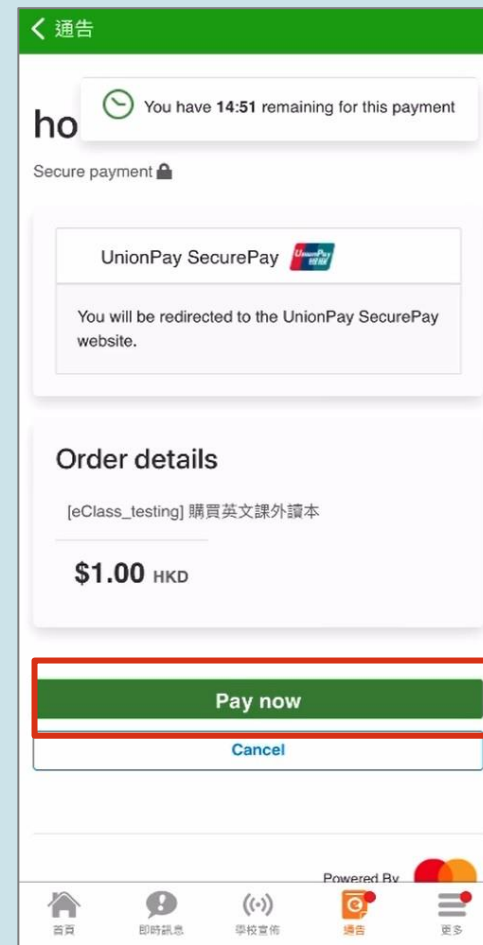 通告
You have 14:51 remaining for this payment
ho
Secure payment
UnionPay SecurePay UnionPay 银联
You will be redirected to the UnionPay SecurePay
website.
Order details
[eClass_testing] 購買英文課外讀本
$1.00 HKD
Pay now
Cancel
Powered By
首頁 即時訊息 學校宣佈 通告 更多